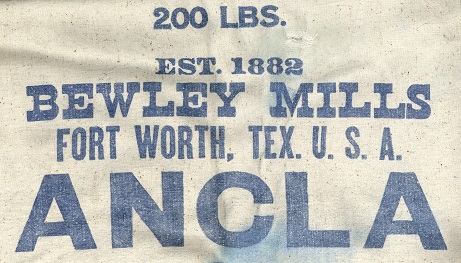 200 LBS.
EST. 1882
BEWLEY MILLS
FORT WORTH, TEX. U. S. A.
ANCLA